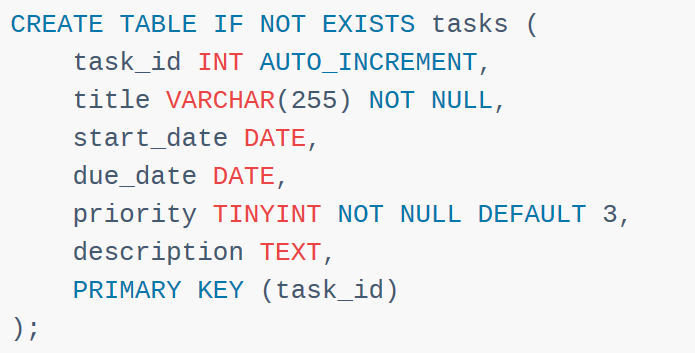 CREATE TABLE IF NOT EXISTS tasks (
    task_id INT AUTO_INCREMENT,
    title VARCHAR(255) NOT NULL,
    start_date DATE,
    due_date DATE,
    priority TINYINT NOT NULL DEFAULT 3,
    description TEXT,
    PRIMARY KEY (task_id)
);